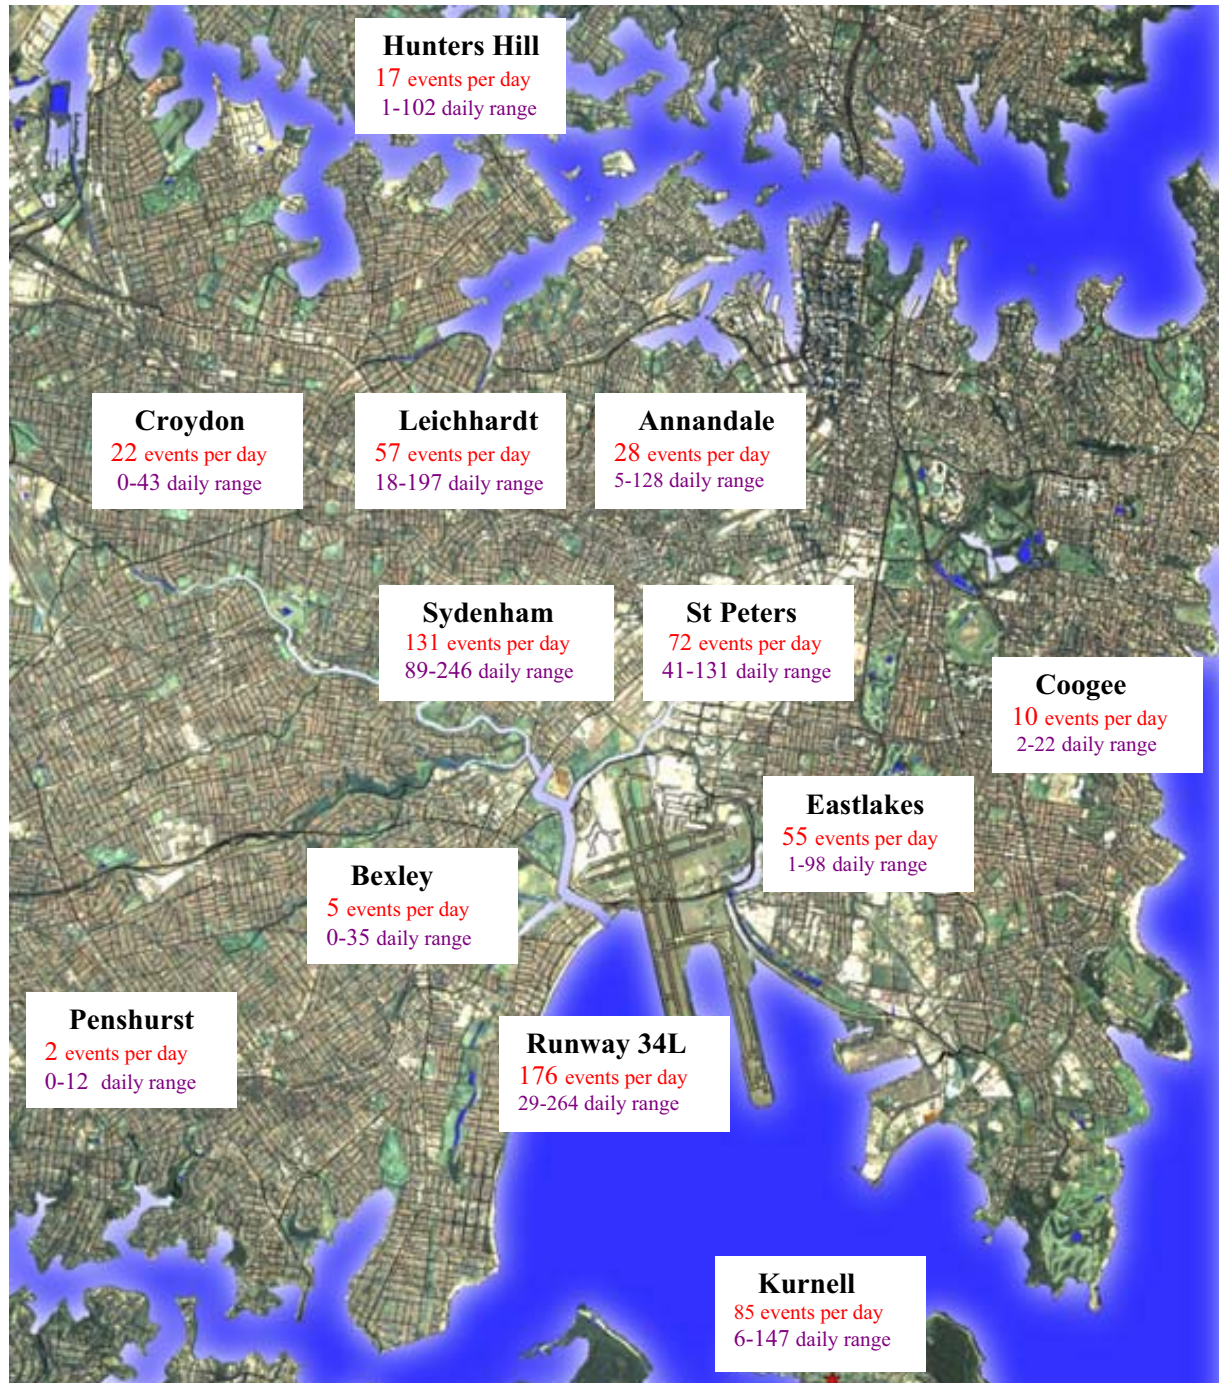 Hunters Hill
17 events per day
1-102 daily range
Croydon
22 events per day
0-43 daily range
Leichhardt
57 events per day
18-197 daily range
Annandale
28 events per day
5-128 daily range
Sydenham
131 events per day
89-246 daily range
St Peters
72 events per day
41-131 daily range
Coogee
10 events per day
2-22 daily range
Eastlakes
55 events per day
1-98 daily range
Bexley
5 events per day
0-35 daily range
Penshurst
2 events per day
0-12 daily range
Runway 34L
176 events per day
29-264 daily range
Kurnell
85 events per day
6-147 daily range